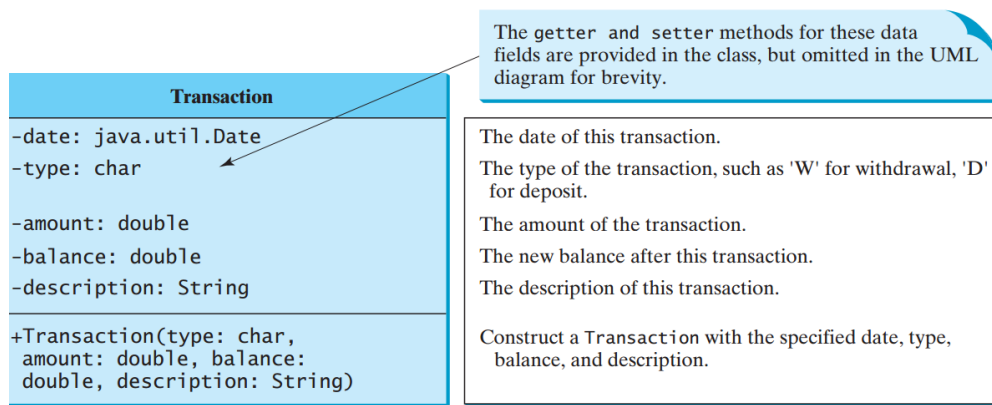 The getter and setter methods for these data
fields are provided in the class, but omitted in the UML
diagram for brevity.
Transaction
-date: java.util.Date
The date of this transaction.
-type: char
The type of the transaction, such as 'W' for withdrawal, 'D'
for deposit.
-amount: double
The amount of the transaction.
-balance: double
The new balance after this transaction.
-description: String
The description of this transaction.
+Transaction(type: char,
amount: double, balance:
double, description: String)
Construct a Transaction with the specified date, type,
balance, and description.